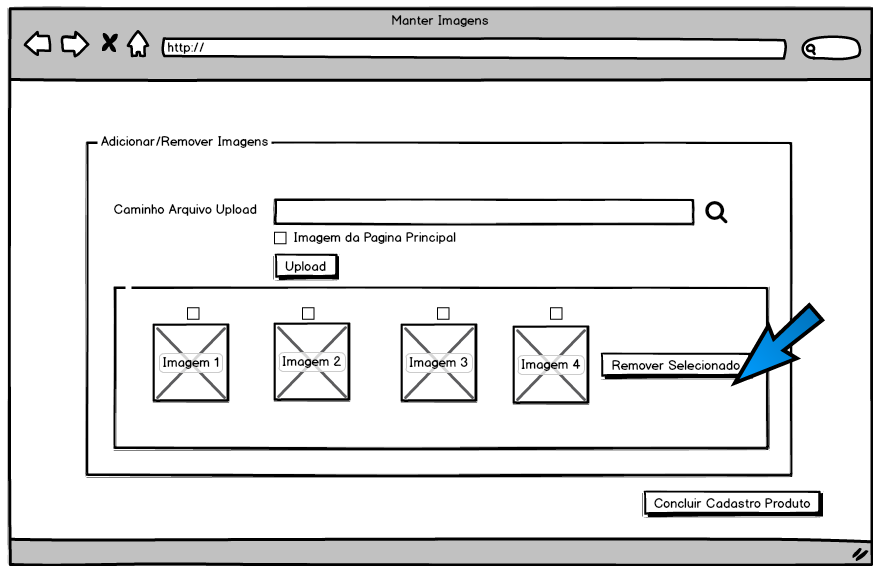 Manter Imagens
http://
Adicionar/Remover Imagens
Caminho Arquivo Upload
Imagem da Pagina Principal
Upload
Imagem 1
Imagem 2
Imagem 3
Imagem 4
Remover Selecionado
Concluir Cadastro Produto